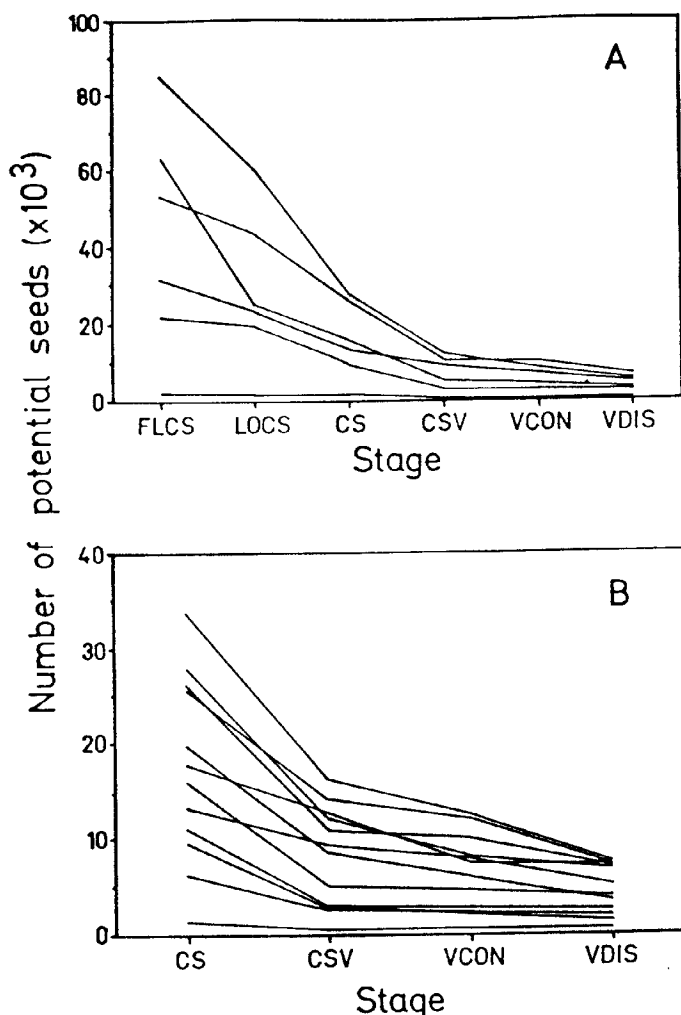 Number of potential seeds (x10³)
100
80
60
40
20
0
A
FLCS LOCS CS CSV VCON VDIS
Stage
40
30
20
10
0
B
CS CSV VCON VDIS
Stage